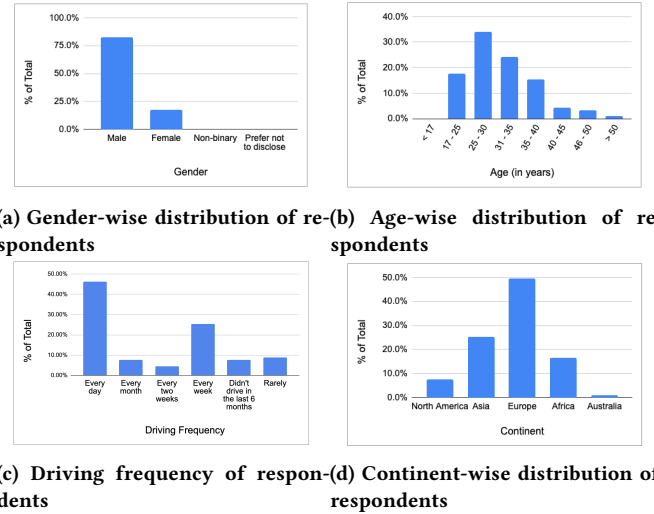 100.0%
75.0%
50.0%
25.0%
0.0%
% of Total
Male Female Non-binary Prefer not
to disclose
Gender
40.0%
30.0%
20.0%
10.0%
0.0%
% of Total
< 17 17 - 25 25 - 30 31 - 35 35 - 40 40 - 45 46 - 50 > 50
Age (in years)
(a) Gender-wise distribution of re-
spondents
(b) Age-wise distribution of re
spondents
50.00%
40.00%
30.00%
20.00%
10.00%
0.00%
% of Total
Every Every Every Every Didn't Rarely
day month two week drive in
weeks the last 6
months
Driving Frequency
50.0%
40.0%
30.0%
20.0%
10.0%
0.0%
% of Total
North America Asia Europe Africa Australia
Continent
(c) Driving frequency of respon-
dents
(d) Continent-wise distribution of
respondents